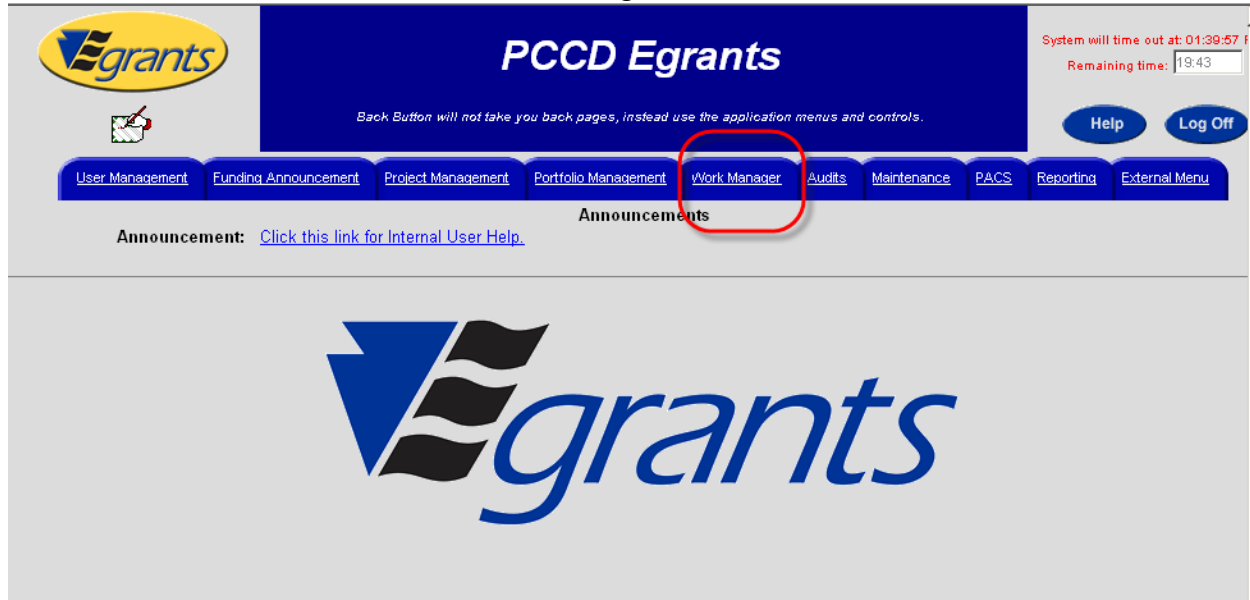 Egrants
PCCD Egrants
Back Button will not take you back pages, instead use the application menus and controls.
System will time out at: 01:39:57
Remaining time: 19:43
Help Log Off
User Management Funding Announcement Project Management Portfolio Management Work Manager Audits Maintenance PACS Reporting External Menu
Announcements
Announcement: Click this link for Internal User Help.
Egrants